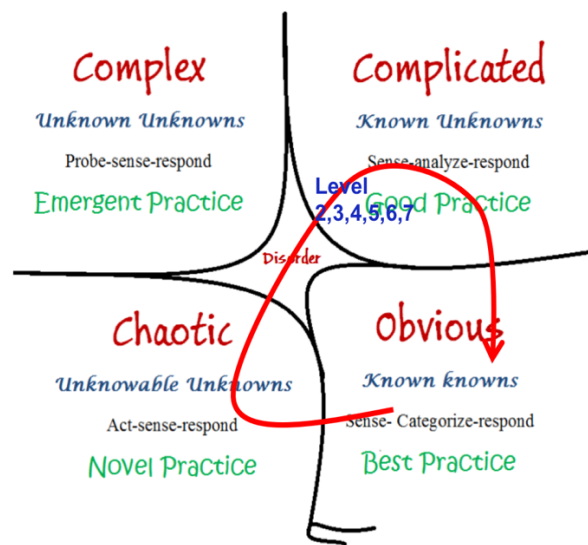 Complex
Unknown Unknowns
Probe-sense-respond
Emergent Practice
Complicated
Known Unknowns
Sense-analyze-respond
Good Practice
Level
2,3,4,5,6,7
Disorder
Chaotic
Unknowable Unknowns
Act-sense-respond
Novel Practice
Obvious
Known knowns
Sense- Categorize-respond
Best Practice